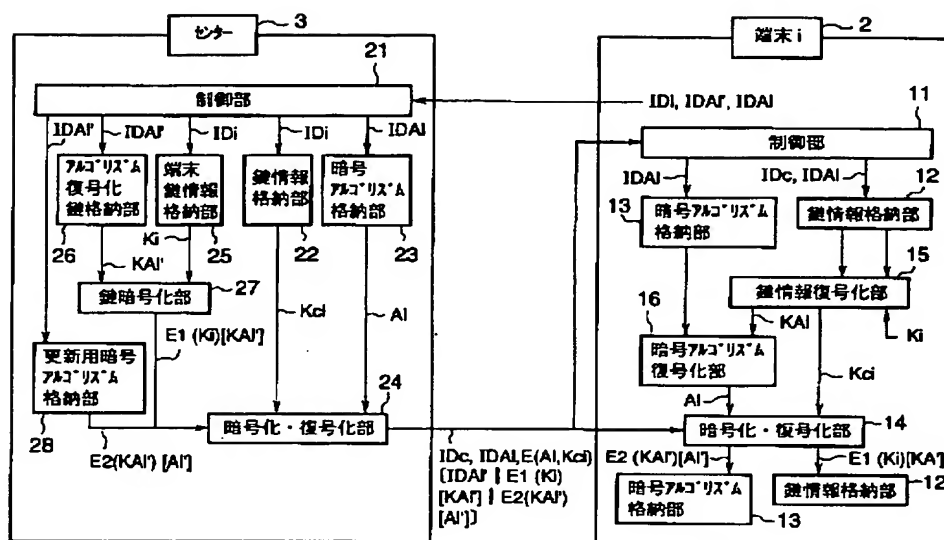 センター
3
21
制御部
IDAl'
IDAl'
IDi
IDi
IDAl
アルゴリズム
復号化
鍵格納部
26
端末
鍵情報
格納部
25
鍵情報
格納部
22
暗号
アルゴリズム
格納部
23
Ki
KAl'
鍵暗号化部
27
E1 (Ki)[KAl']
Kci
Al
更新用暗号
アルゴリズム
格納部
28
24
暗号化・復号化部
E2(KAl') [Al']
IDi, IDAl', IDAl
IDc, IDAl,E(Al,Kci)
[IDAl' | E1 (Ki)
[KAl'] | E2(KAl')
[Al']]
端末 i
2
11
制御部
IDAl
IDc, IDAl
12
13
暗号アルゴリズム
格納部
鍵情報格納部
15
鍵情報復号化部
16
KAl
Ki
暗号アルゴリズム
復号化部
Kci
Al
暗号化・復号化部
14
E2 (KAl')[Al']
E1 (Ki)[KA']
暗号アルゴリズム
格納部
13
鍵情報格納部
12